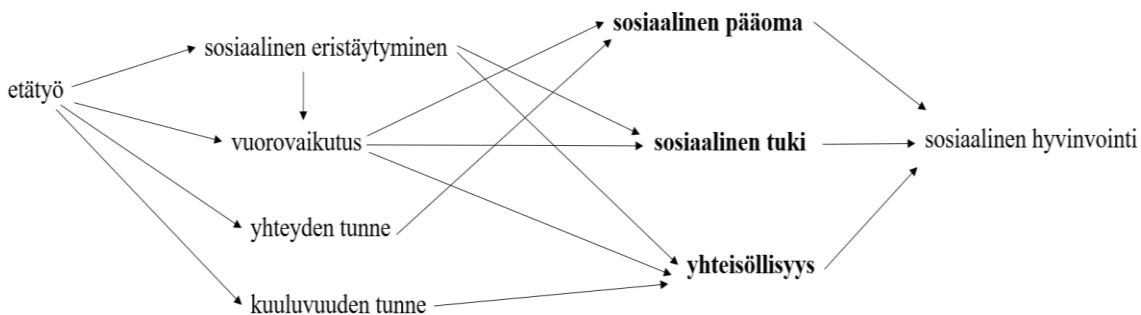 sosiaalinen pääoma
sosiaalinen eristäytyminen
etätyö
vuorovaikutus
sosiaalinen tuki
sosiaalinen hyvinvointi
yhteyden tunne
yhteisöllisyys
kuuluvuuden tunne